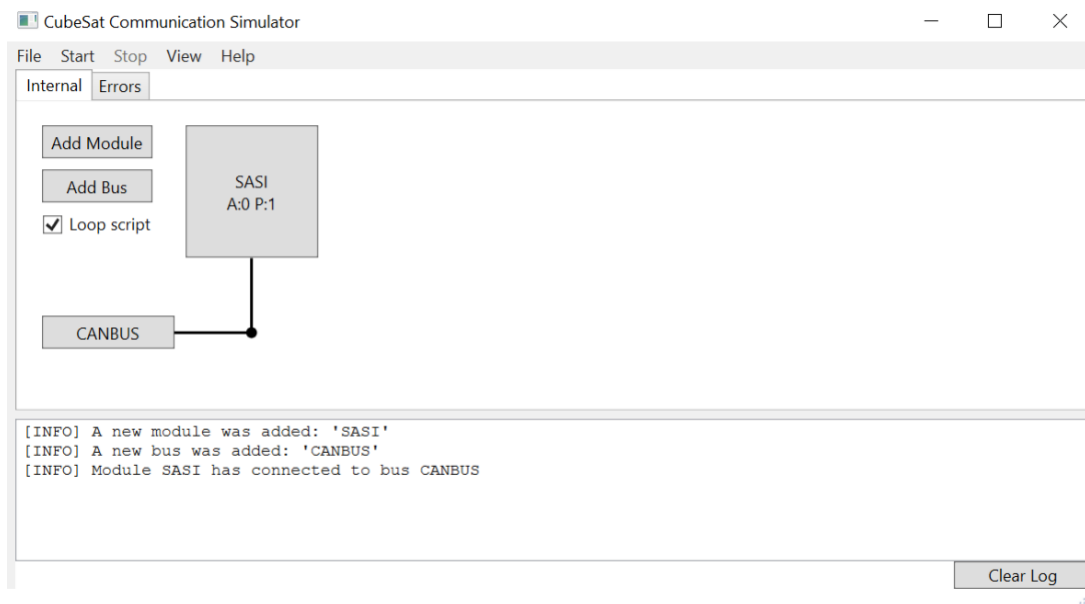 CubeSat Communication Simulator
File Start Stop View Help
Internal Errors
Add Module
Add Bus
Loop script
SASI
A:0 P:1
CANBUS
[INFO] A new module was added: 'SASI'
[INFO] A new bus was added: 'CANBUS'
[INFO] Module SASI has connected to bus CANBUS
Clear Log